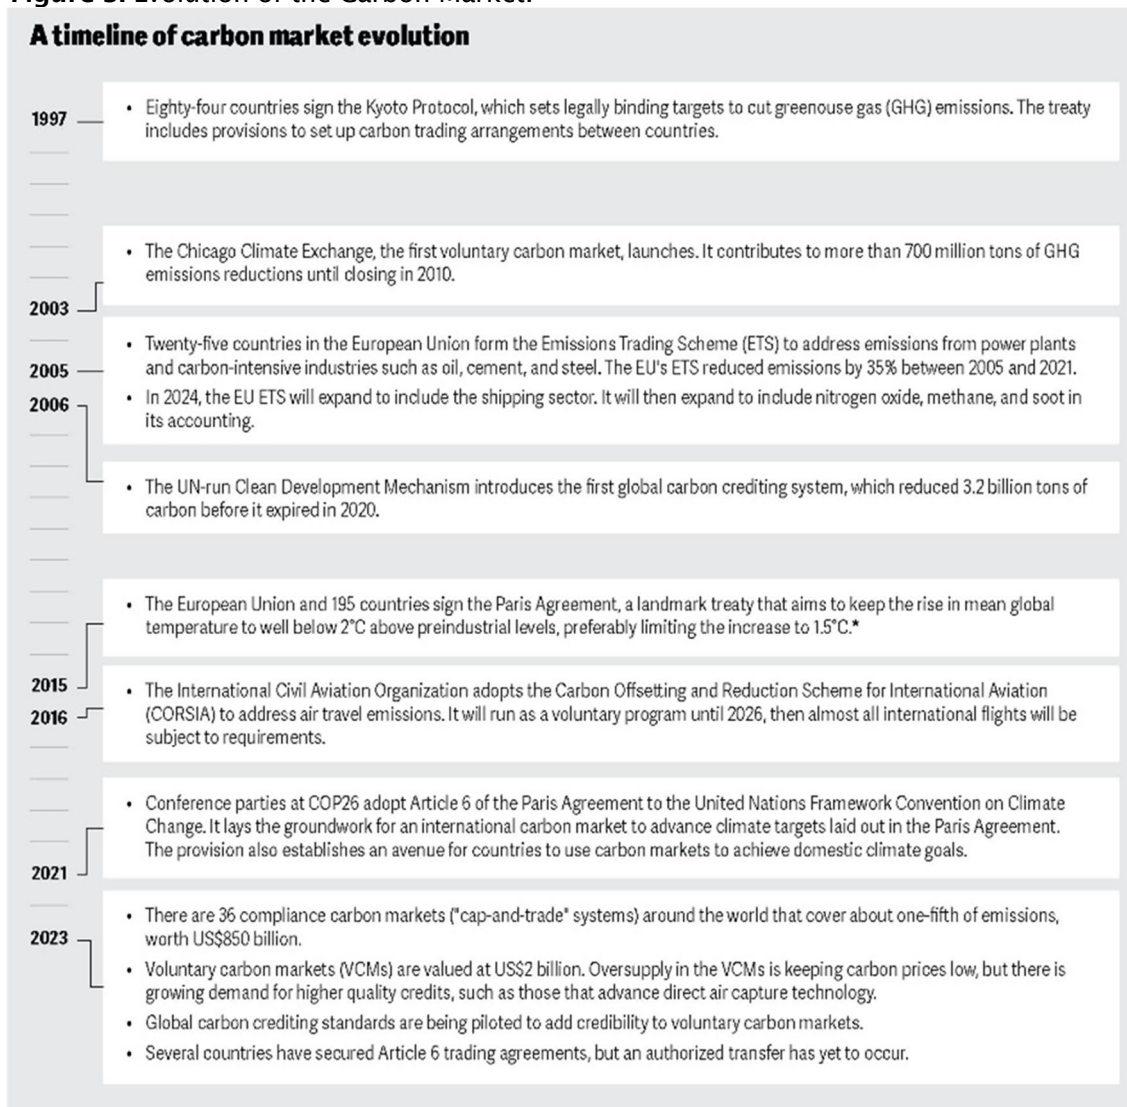 Figure 3. Evolution of the Carbon Market.
A timeline of carbon market evolution
1997
• Eighty-four countries sign the Kyoto Protocol, which sets legally binding targets to cut greenouse gas (GHG) emissions. The treaty
includes provisions to set up carbon trading arrangements between countries.
• The Chicago Climate Exchange, the first voluntary carbon market, launches. It contributes to more than 700 million tons of GHG
emissions reductions until closing in 2010.
2003
• Twenty-five countries in the European Union form the Emissions Trading Scheme (ETS) to address emissions from power plants
and carbon-intensive industries such as oil, cement, and steel. The EU's ETS reduced emissions by 35% between 2005 and 2021.
2005
• In 2024, the EU ETS will expand to include the shipping sector. It will then expand to include nitrogen oxide, methane, and soot in
its accounting.
2006
• The UN-run Clean Development Mechanism introduces the first global carbon crediting system, which reduced 3.2 billion tons of
carbon before it expired in 2020.
• The European Union and 195 countries sign the Paris Agreement, a landmark treaty that aims to keep the rise in mean global
temperature to well below 2°C above preindustrial levels, preferably limiting the increase to 1.5°C.*
2015
• The International Civil Aviation Organization adopts the Carbon Offsetting and Reduction Scheme for International Aviation
(CORSIA) to address air travel emissions. It will run as a voluntary program until 2026, then almost all international flights will be
subject to requirements.
2016
• Conference parties at COP26 adopt Article 6 of the Paris Agreement to the United Nations Framework Convention on Climate
Change. It lays the groundwork for an international carbon market to advance climate targets laid out in the Paris Agreement.
The provision also establishes an avenue for countries to use carbon markets to achieve domestic climate goals.
2021
• There are 36 compliance carbon markets ("cap-and-trade" systems) around the world that cover about one-fifth of emissions,
worth US$850 billion.
2023
• Voluntary carbon markets (VCMs) are valued at US$2 billion. Oversupply in the VCMs is keeping carbon prices low, but there is
growing demand for higher quality credits, such as those that advance direct air capture technology.
• Global carbon crediting standards are being piloted to add credibility to voluntary carbon markets.
• Several countries have secured Article 6 trading agreements, but an authorized transfer has yet to occur.